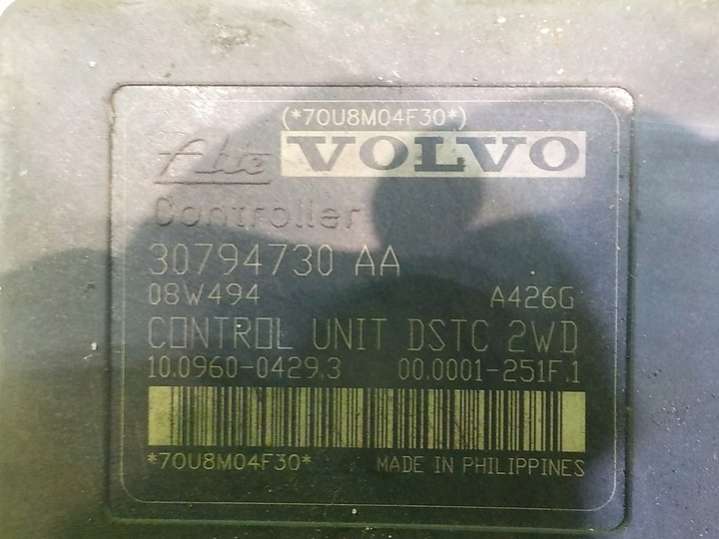 (*70U8M04F30*)
Ate VOLVO
Controller
30794730 AA
08W494 A426G
CONTROL UNIT DSTC 2WD
10.0960-0429.3 00.0001-251F.1
*70U8M04F30* MADE IN PHILIPPINES